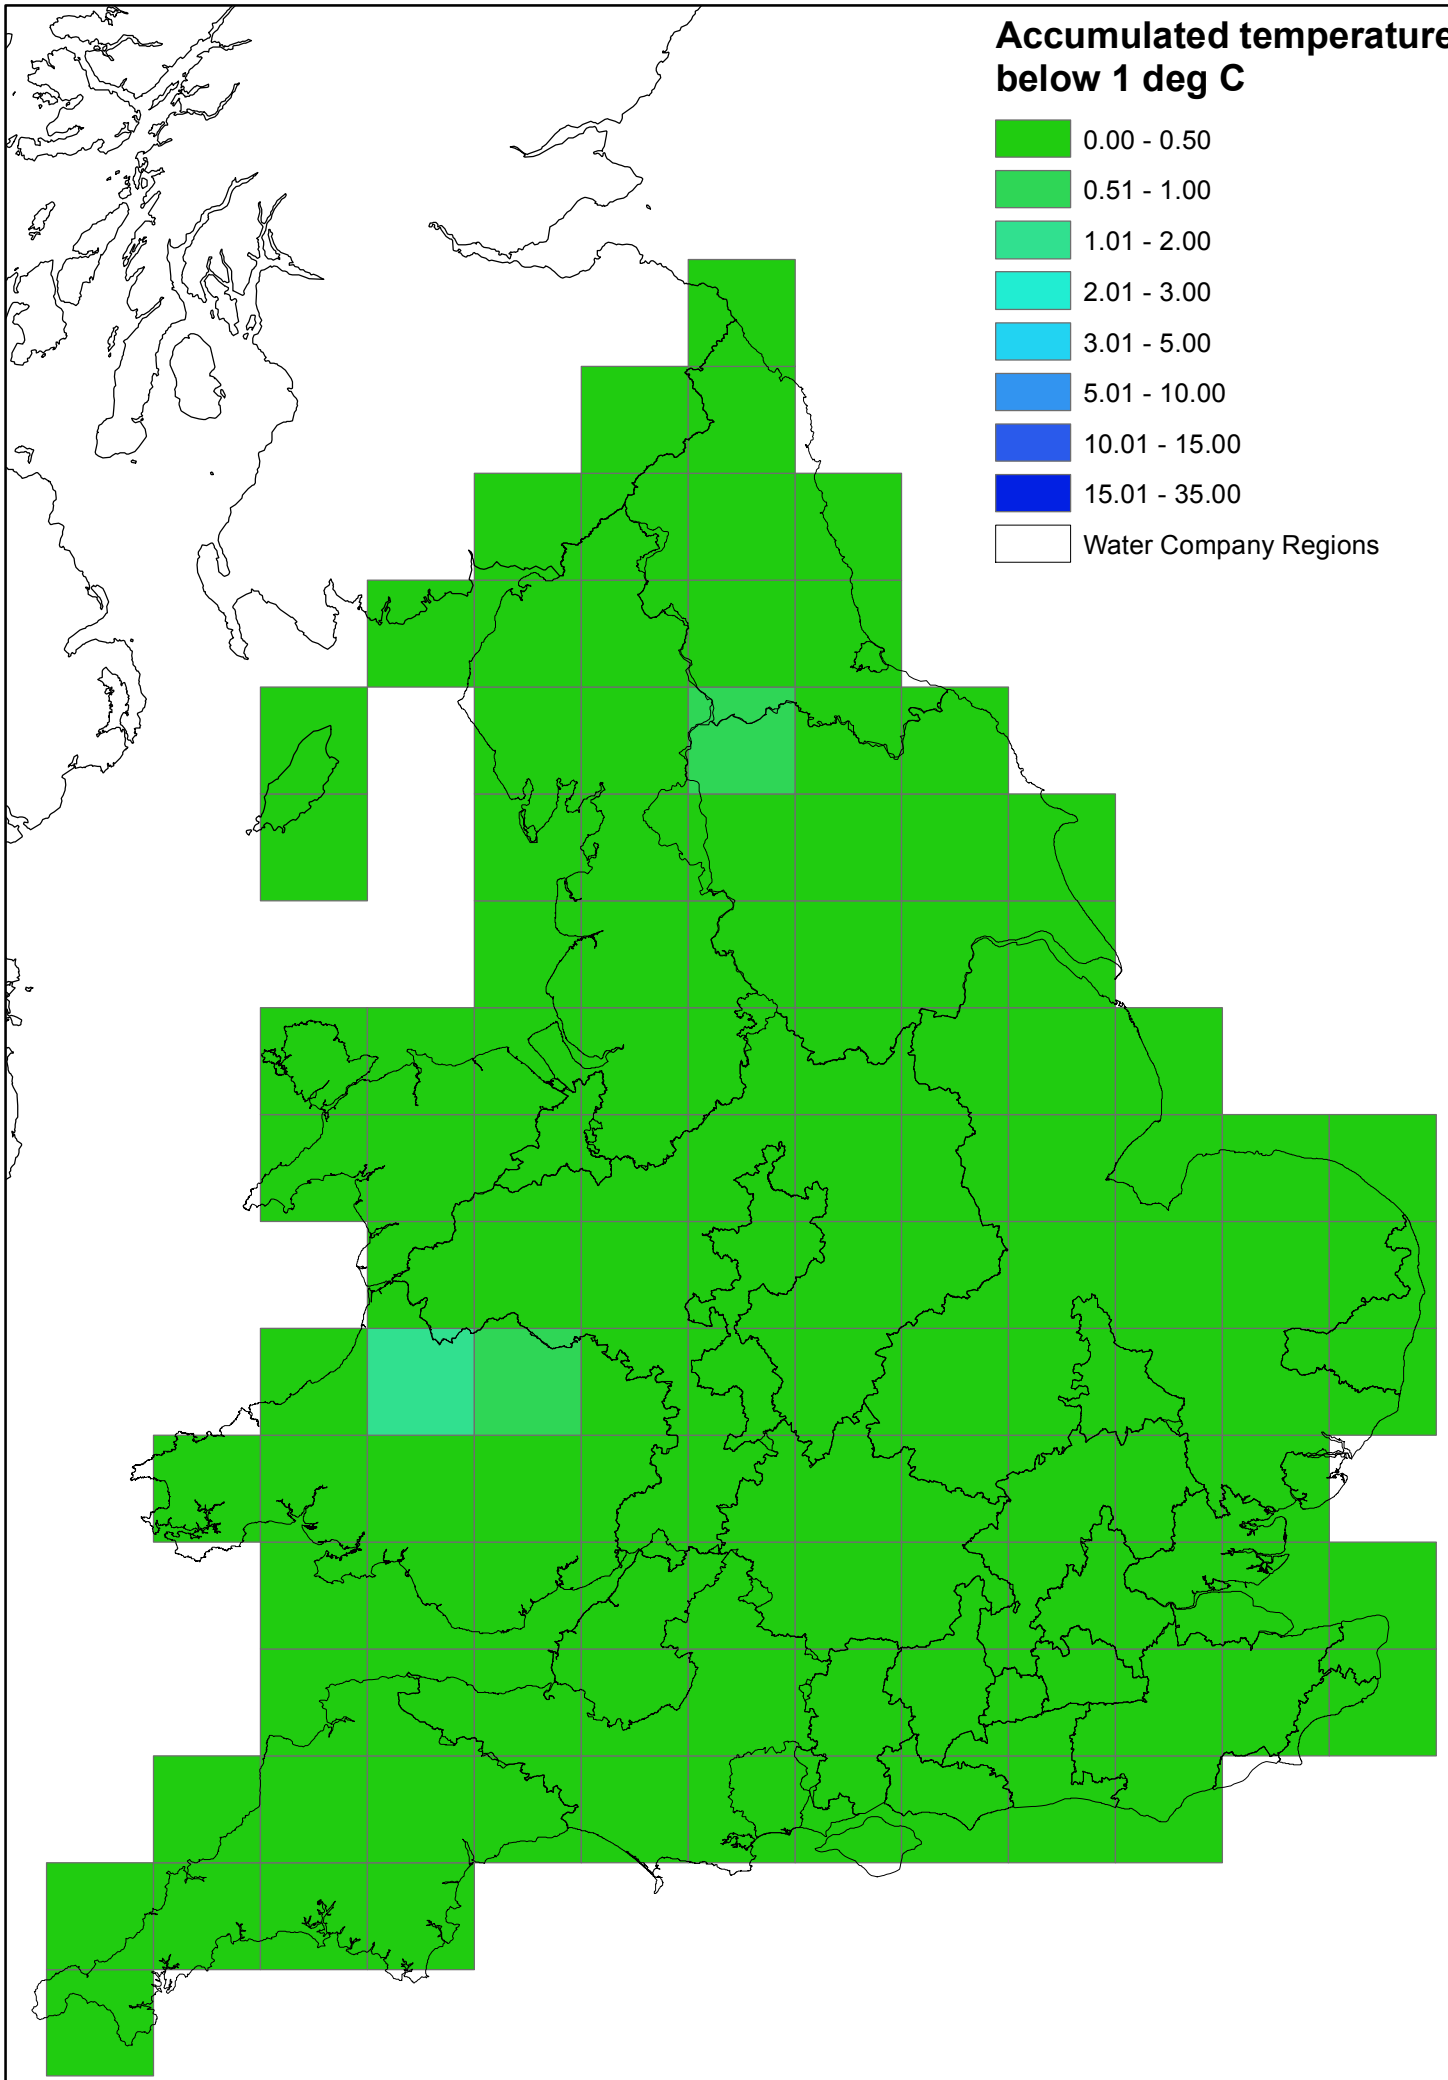 Accumulated temperature
below 1 deg C
0.00 - 0.50
0.51 - 1.00
1.01 - 2.00
2.01 - 3.00
3.01 - 5.00
5.01 - 10.00
10.01 - 15.00
15.01 - 35.00
Water Company Regions